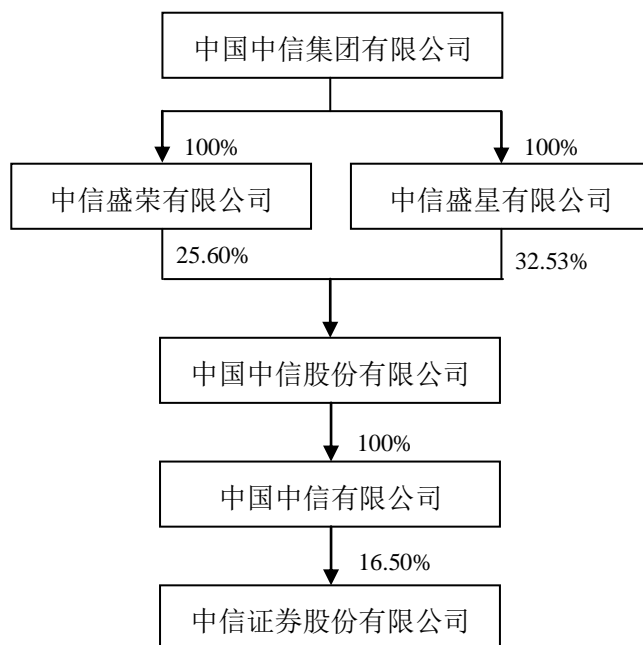 中国中信集团有限公司
100%
100%
中信盛荣有限公司
中信盛星有限公司
25.60%
32.53%
中国中信股份有限公司
100%
中国中信有限公司
16.50%
中信证券股份有限公司